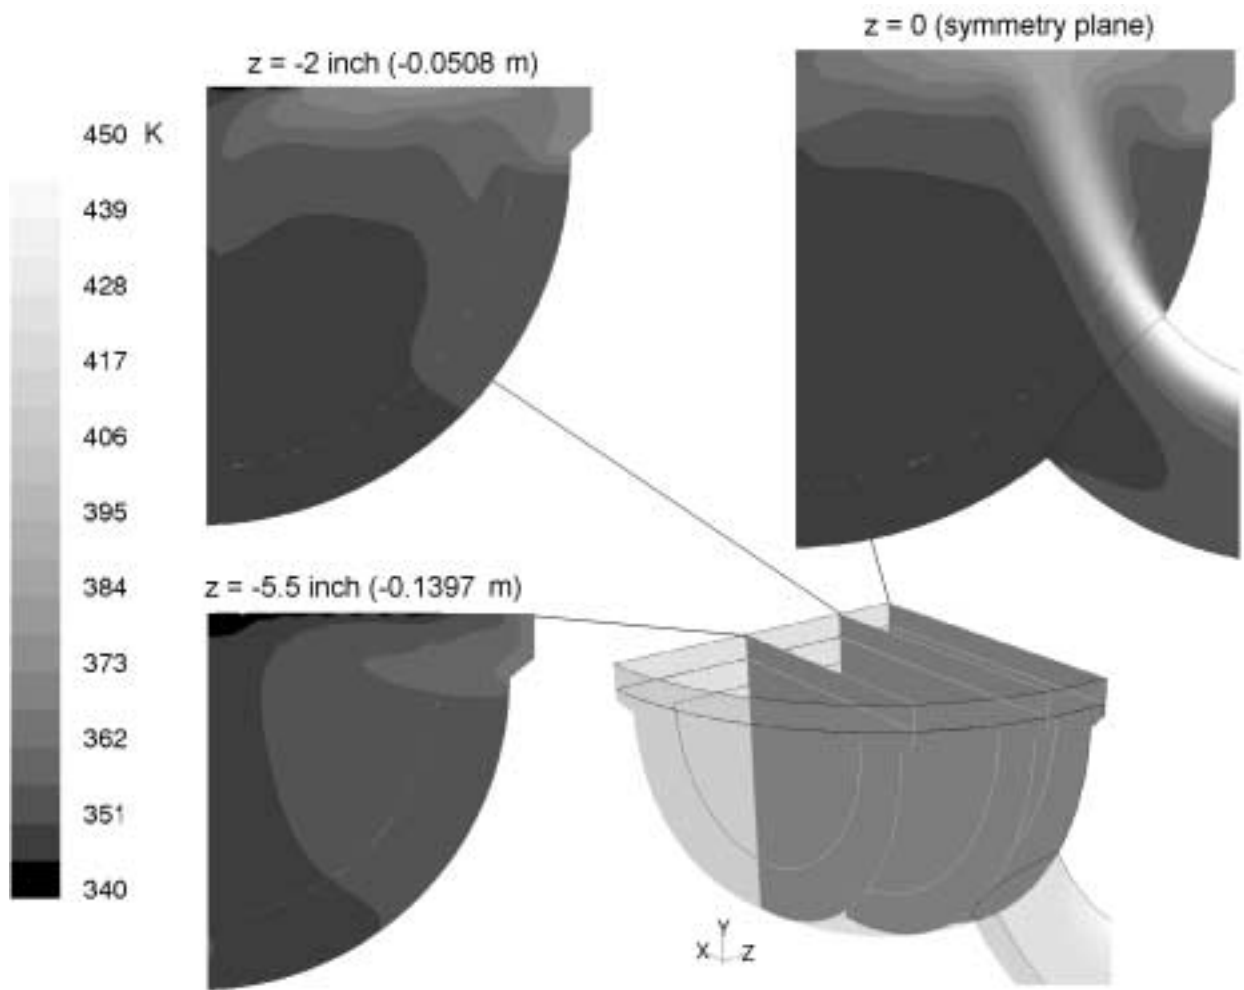 z = 0 (symmetry plane)
z = -2 inch (-0.0508 m)
450 K
439
428
417
406
395
384
373
362
351
340
z = -5.5 inch (-0.1397 m)
Y
X
Z